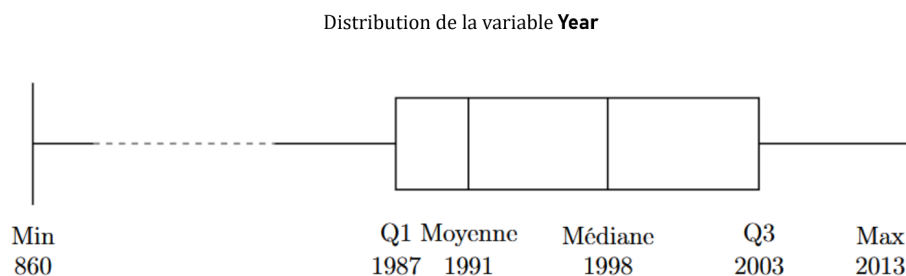 Distribution de la variable Year
Min Q1 Moyenne Médiane Q3 Max
860 1987 1991 1998 2003 2013